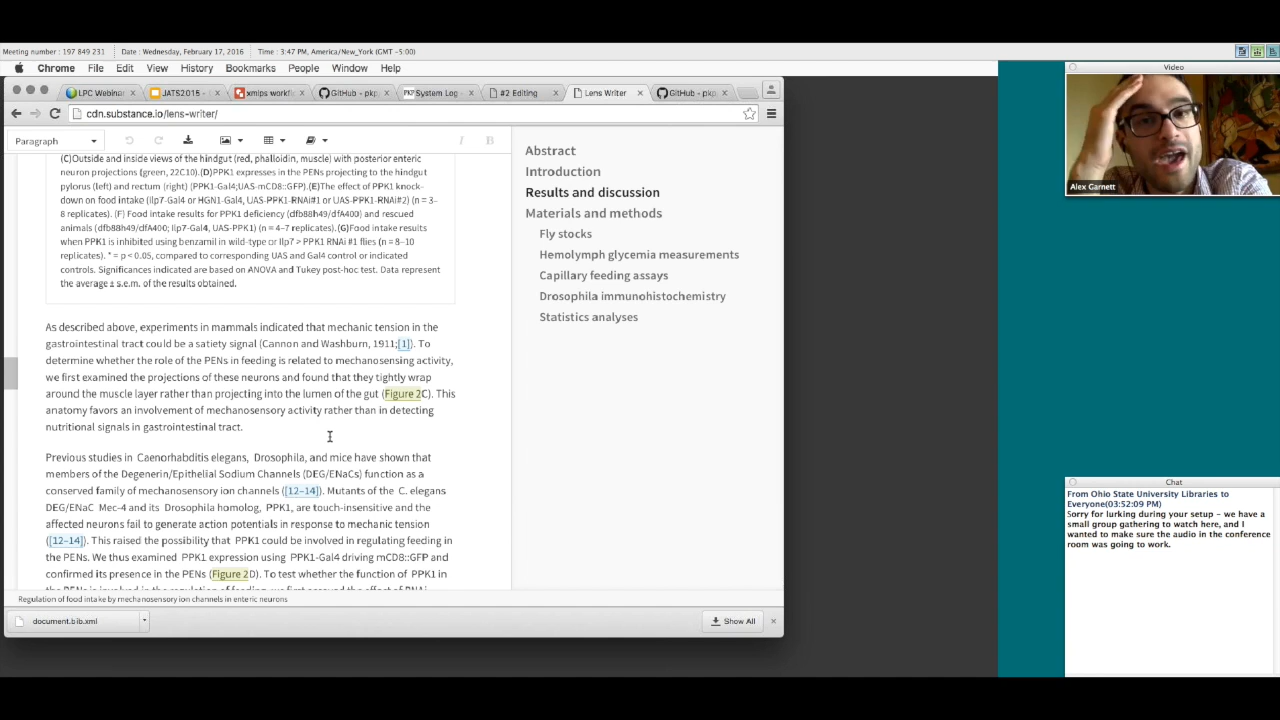 Meeting number : 197 849 231 Date : Wednesday, February 17, 2016 Time : 3:47 PM, America/New_York (GMT -5:00)
Chrome File Edit View History Bookmarks People Window Help
LPC Webinar JATS2015 - xmlps workfl GitHub - pkp System Log - #2 Editing Lens Writer GitHub - pkp
cdn.substance.io/lens-writer/
Paragraph I B
(C)Outside and inside views of the hindgut (red, phalloidin, muscle) with posterior enteric
neuron projections (green, 22C10).(D)PPK1 expresses in the PENs projecting to the hindgut
pylorus (left) and rectum (right) (PPK1-Gal4;UAS-mCD8::GFP).(E)The effect of PPK1 knock-
down on food intake (Ilp7-Gal4 or HGN1-Gal4, UAS-PPK1-RNAi#1 or UAS-PPK1-RNAi#2) (n = 3–
8 replicates). (F) Food intake results for PPK1 deficiency (dfb88h49/dfA400) and rescued
animals (dfb88h49/dfA400; Ilp7-Gal4, UAS-PPK1) (n = 4–7 replicates).(G)Food intake results
when PPK1 is inhibited using benzamil in wild-type or Ilp7 > PPK1 RNAi #1 flies (n = 8–10
replicates). * = p < 0.05, compared to corresponding UAS and Gal4 control or indicated
controls. Significances indicated are based on ANOVA and Tukey post-hoc test. Data represent
the average ± s.e.m. of the results obtained.
As described above, experiments in mammals indicated that mechanic tension in the
gastrointestinal tract could be a satiety signal (Cannon and Washburn, 1911;[1]). To
determine whether the role of the PENs in feeding is related to mechanosensing activity,
we first examined the projections of these neurons and found that they tightly wrap
around the muscle layer rather than projecting into the lumen of the gut (Figure 2C). This
anatomy favors an involvement of mechanosensory activity rather than in detecting
nutritional signals in gastrointestinal tract.
Previous studies in Caenorhabditis elegans, Drosophila, and mice have shown that
members of the Degenerin/Epithelial Sodium Channels (DEG/ENaCs) function as a
conserved family of mechanosensory ion channels ([12–14]). Mutants of the C. elegans
DEG/ENaC Mec-4 and its Drosophila homolog, PPK1, are touch-insensitive and the
affected neurons fail to generate action potentials in response to mechanic tension
([12–14]). This raised the possibility that PPK1 could be involved in regulating feeding in
the PENs. We thus examined PPK1 expression using PPK1-Gal4 driving mCD8::GFP and
confirmed its presence in the PENs (Figure 2D). To test whether the function of PPK1 in
Regulation of food intake by mechanosensory ion channels in enteric neurons
document.bib.xml Show All
Abstract
Introduction
Results and discussion
Materials and methods
Fly stocks
Hemolymph glycemia measurements
Capillary feeding assays
Drosophila immunohistochemistry
Statistics analyses
Video
Alex Garnett
Chat
From Ohio State University Libraries to
Everyone(03:52:09 PM)
Sorry for lurking during your setup - we have a
small group gathering to watch here, and I
wanted to make sure the audio in the conference
room was going to work.